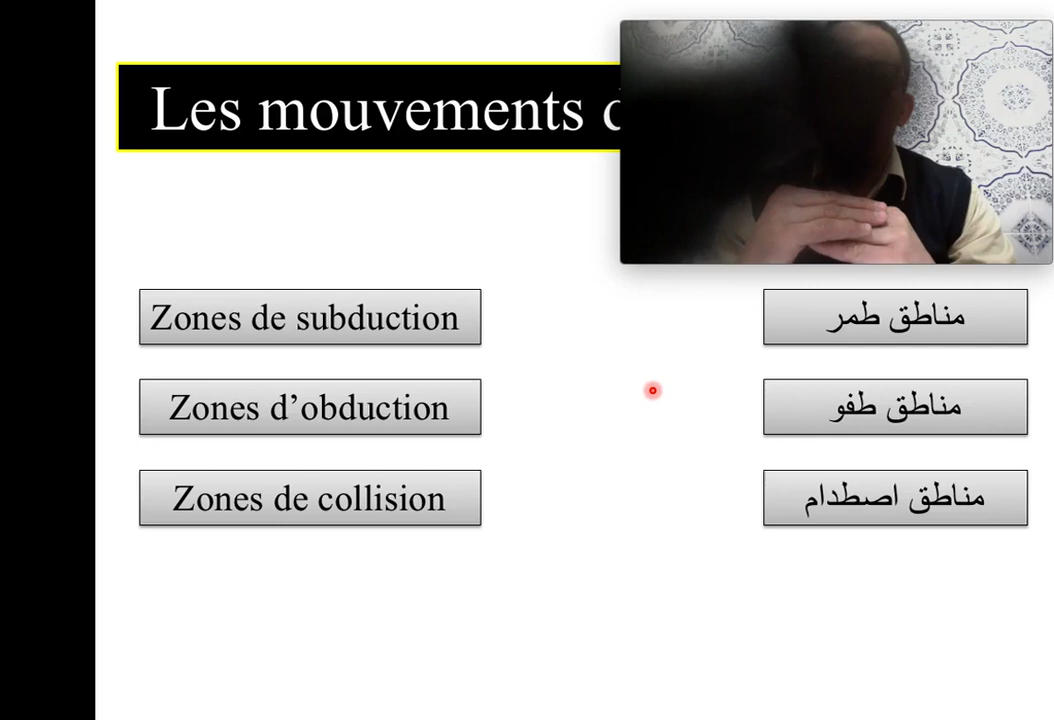 Les mouvements
Zones de subduction
مناطق طمر
Zones d’obduction
مناطق طفو
Zones de collision
مناطق اصطدام